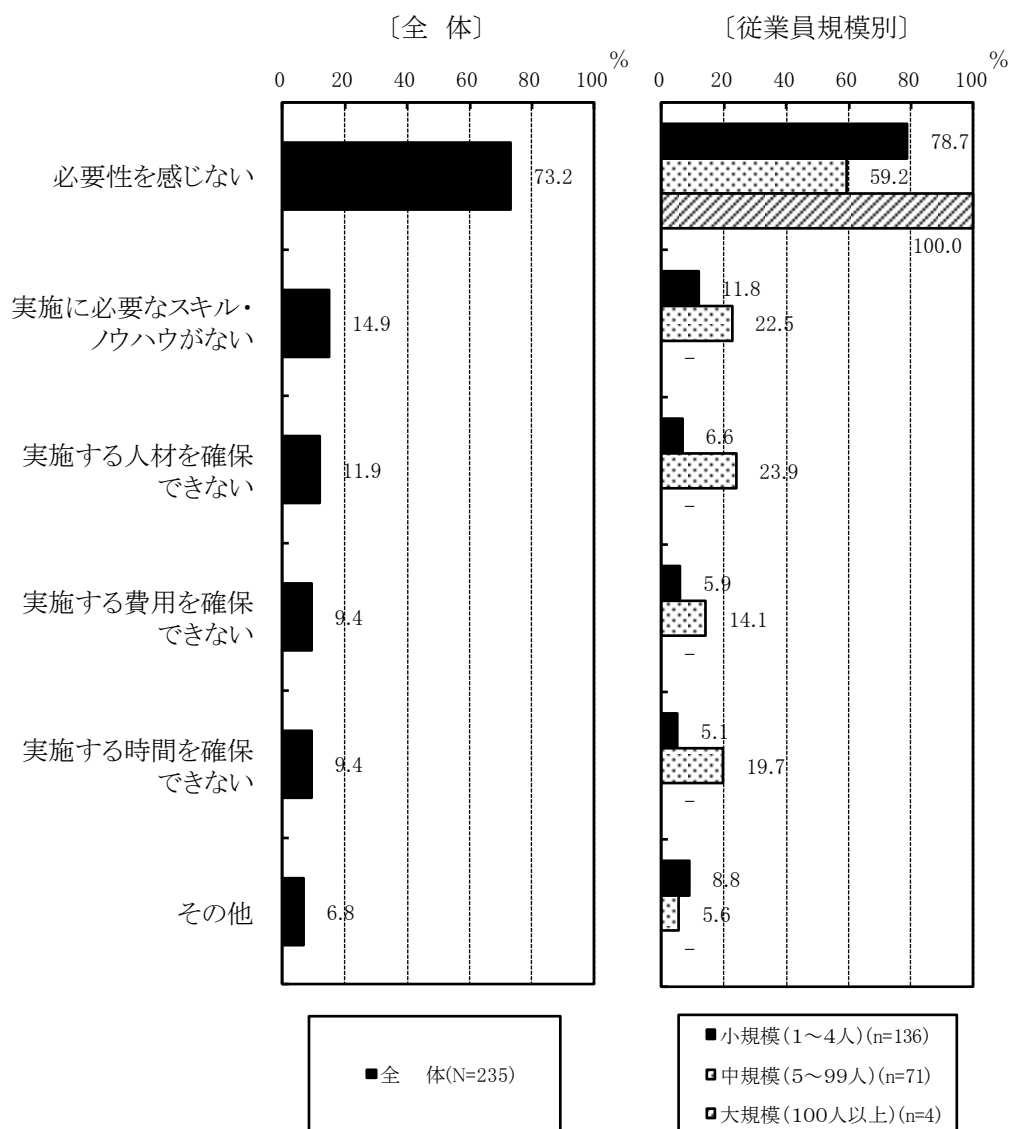 〔全 体〕
〔従業員規模別〕
%
%
0 20 40 60 80 100
0 20 40 60 80 100
必要性を感じない
73.2
78.7
59.2
100.0
実施に必要なスキル・
ノウハウがない
14.9
11.8
22.5
–
実施する人材を確保
できない
11.9
6.6
23.9
–
実施する費用を確保
できない
9.4
5.9
14.1
–
実施する時間を確保
できない
9.4
5.1
19.7
–
その他
6.8
8.8
5.6
–
全 体(N=235)
小規模(1～4人)(n=136)
中規模(5～99人)(n=71)
大規模(100人以上)(n=4)